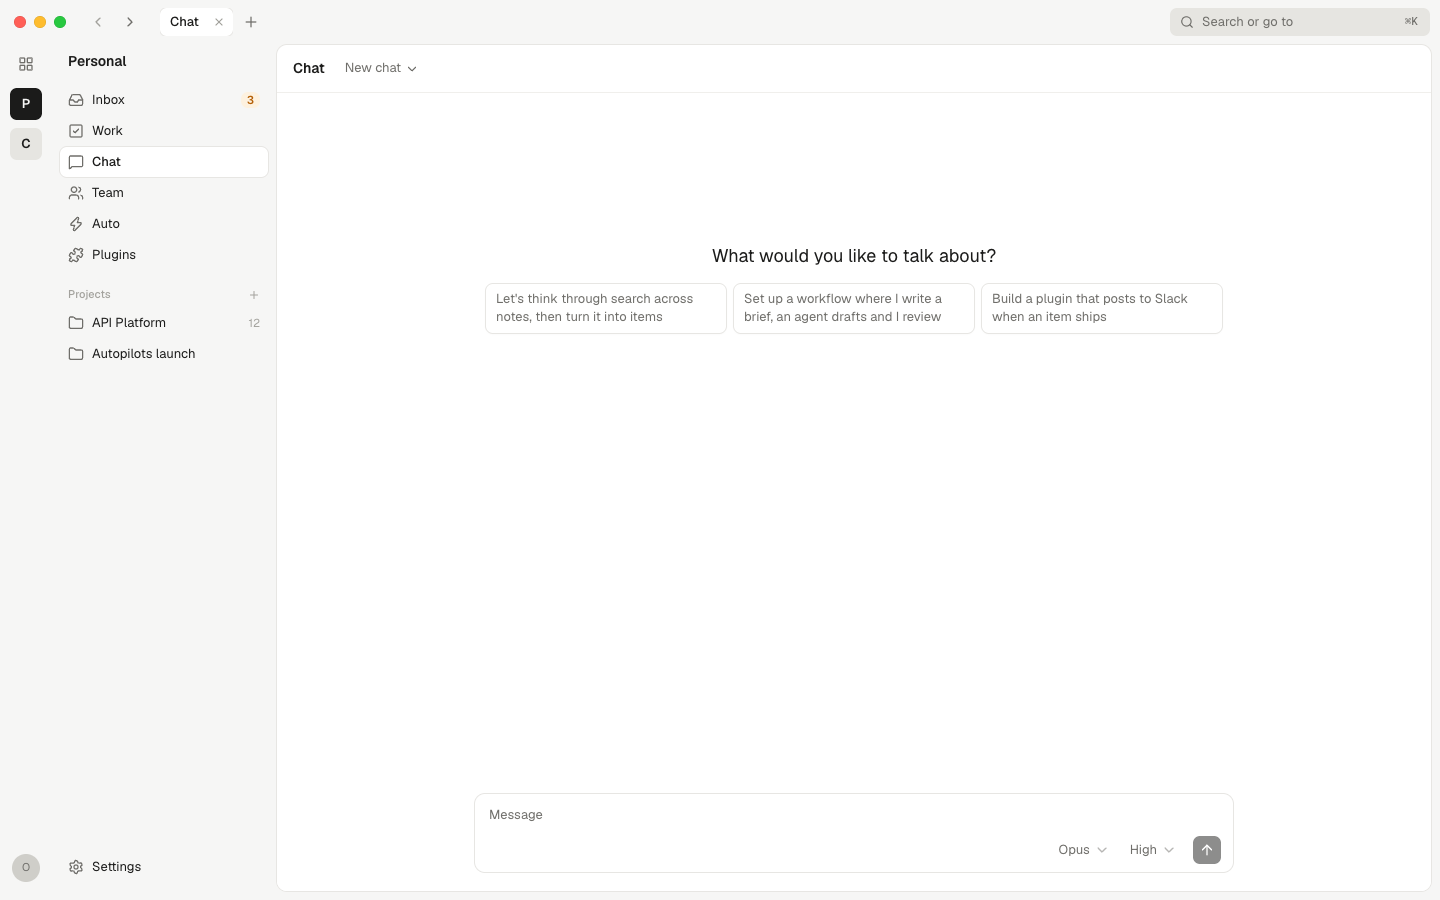 Chat
Search or go to
⌘K
Personal
P
C
Inbox
3
Work
Chat
Team
Auto
Plugins
Projects
API Platform
12
Autopilots launch
O
Settings
Chat
New chat
What would you like to talk about?
Let's think through search across
notes, then turn it into items
Set up a workflow where I write a
brief, an agent drafts and I review
Build a plugin that posts to Slack
when an item ships
Message
Opus
High